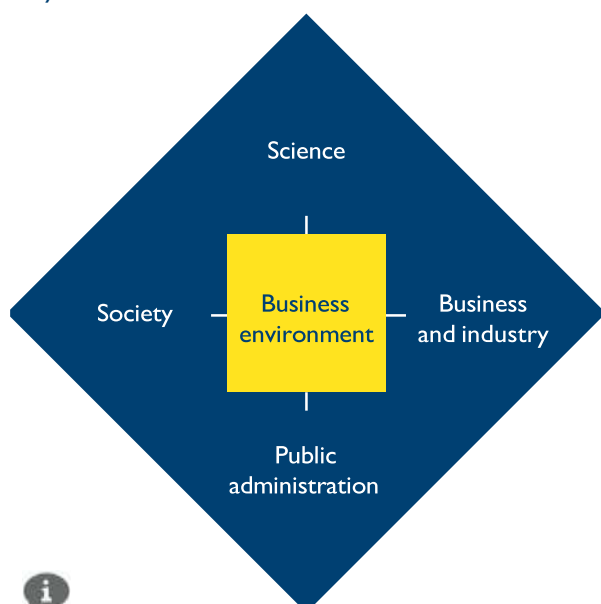 Science
Society
Business
environment
Business
and industry
Public
administration
i